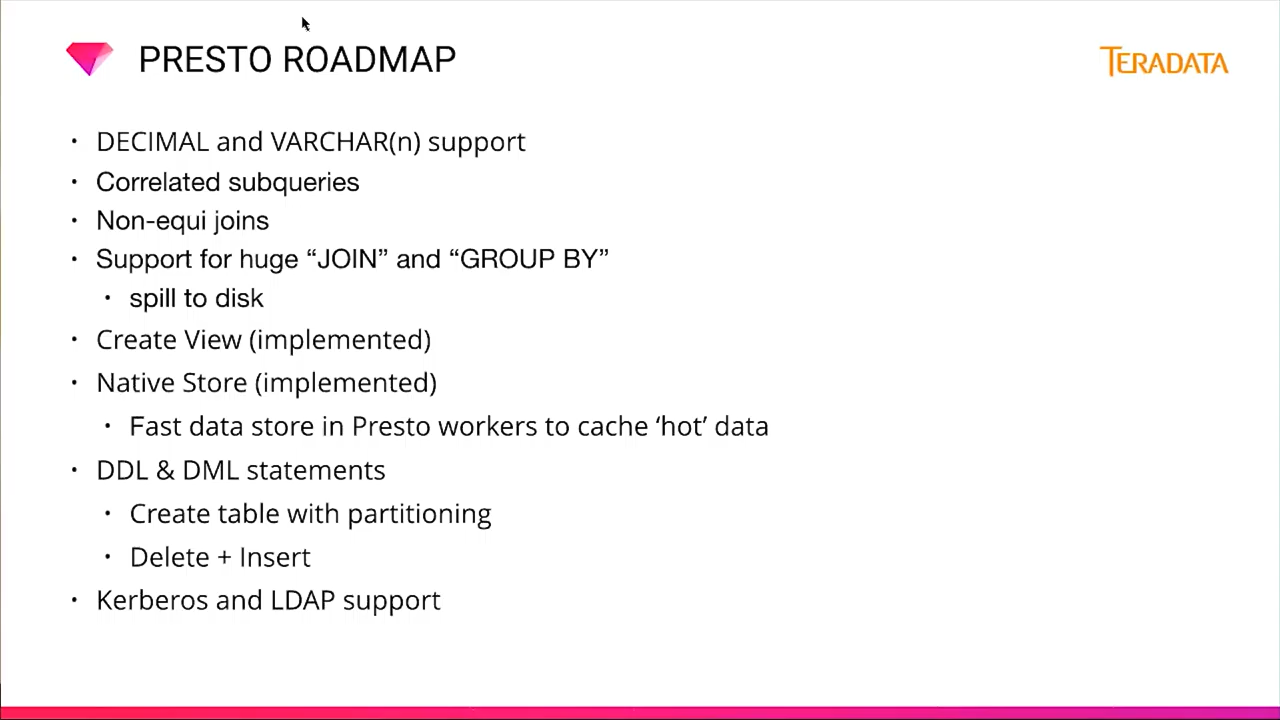 PRESTO ROADMAP
TERADATA
• DECIMAL and VARCHAR(n) support
• Correlated subqueries
• Non-equi joins
• Support for huge “JOIN” and “GROUP BY”
• spill to disk
• Create View (implemented)
• Native Store (implemented)
• Fast data store in Presto workers to cache ‘hot’ data
• DDL & DML statements
• Create table with partitioning
• Delete + Insert
• Kerberos and LDAP support